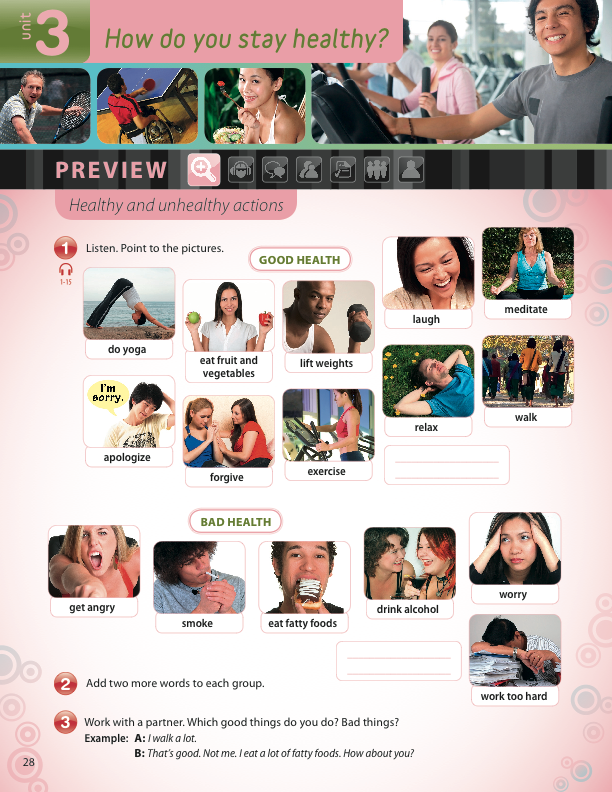 unit
3
How do you stay healthy?
PREVIEW
Healthy and unhealthy actions
1 Listen. Point to the pictures.
1-15
GOOD HEALTH
do yoga
eat fruit and
vegetables
lift weights
laugh
meditate
I'm
sorry.
apologize
forgive
exercise
relax
walk
BAD HEALTH
get angry
smoke
eat fatty foods
drink alcohol
worry
work too hard
2 Add two more words to each group.
3 Work with a partner. Which good things do you do? Bad things?
Example: A: I walk a lot.
B: That's good. Not me. I eat a lot of fatty foods. How about you?
28